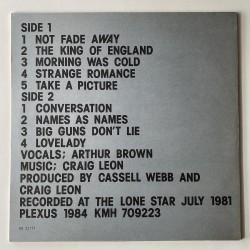 SIDE 1
1 NOT FADE AWAY
2 THE KING OF ENGLAND
3 MORNING WAS COLD
4 STRANGE ROMANCE
5 TAKE A PICTURE
SIDE 2
1 CONVERSATION
2 NAMES AS NAMES
3 BIG GUNS DON'T LIE
4 LOVELADY
VOCALS; ARTHUR BROWN
MUSIC; CRAIG LEON
PRODUCED BY CASSELL WEBB AND
CRAIG LEON
RECORDED AT THE LONE STAR JULY 1981
PLEXUS 1984 KMH 709223